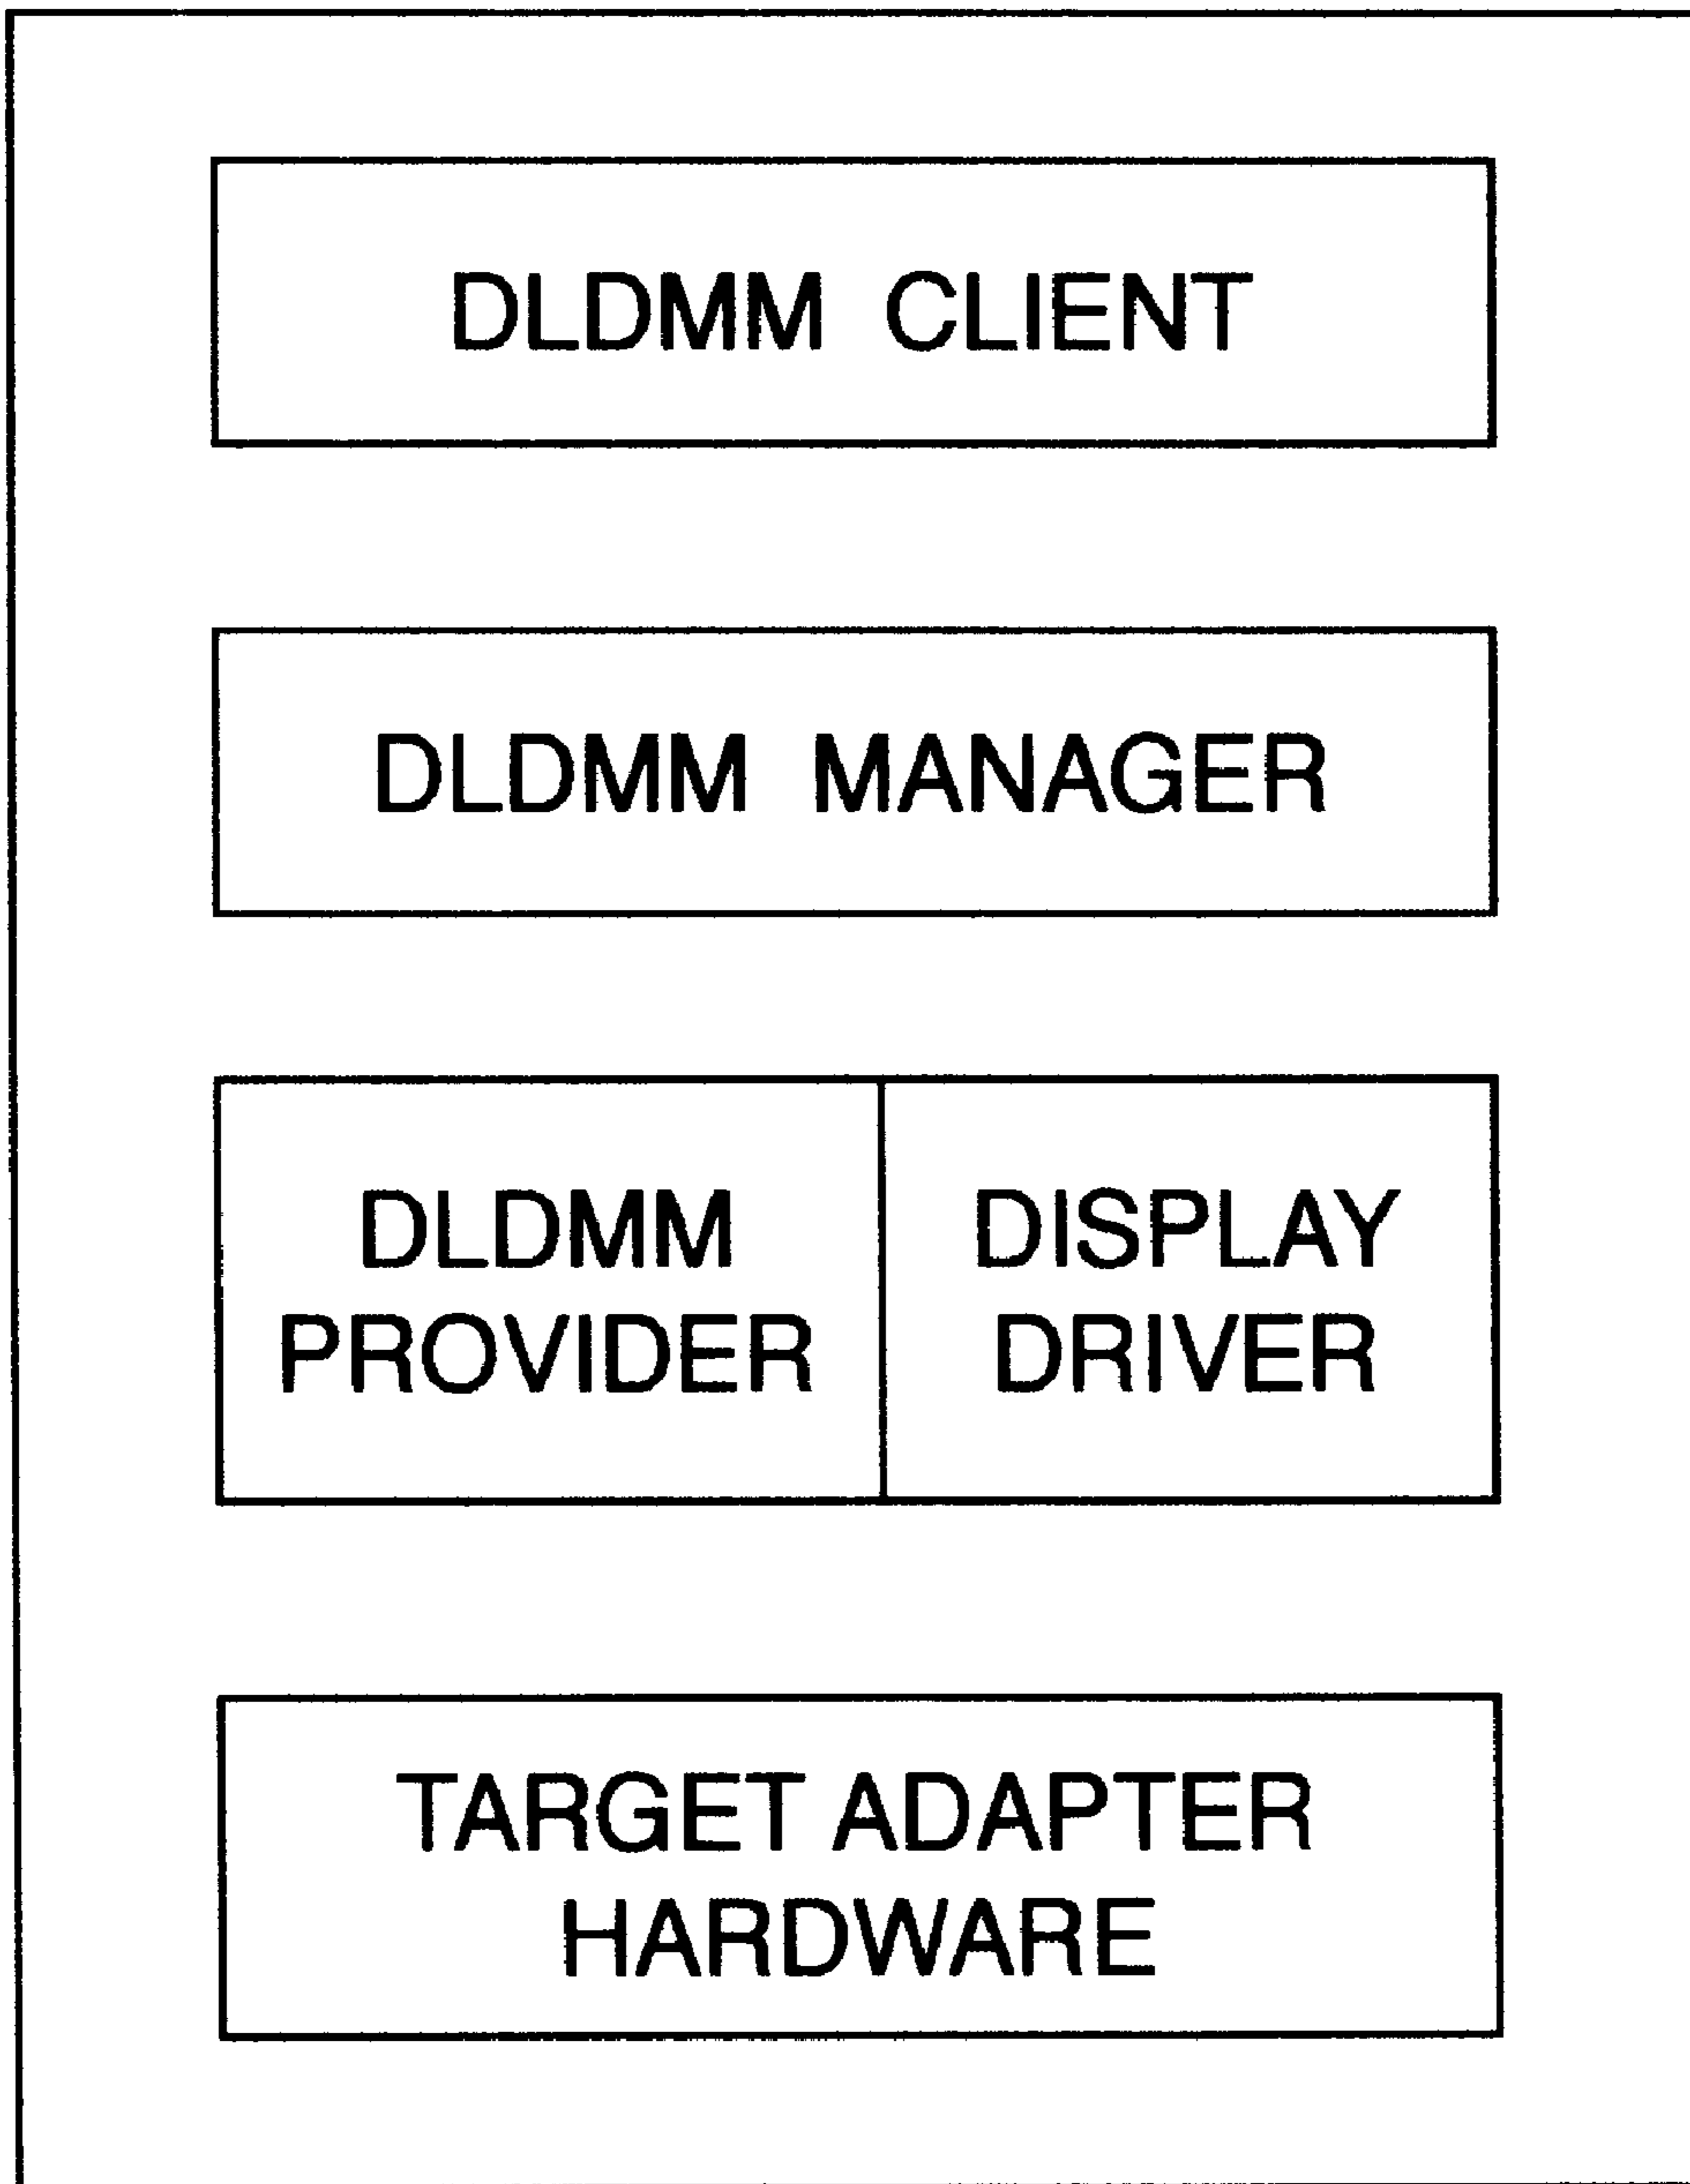 DLDMM CLIENT
DLDMM MANAGER
DLDMM
PROVIDER
DISPLAY
DRIVER
TARGET ADAPTER
HARDWARE